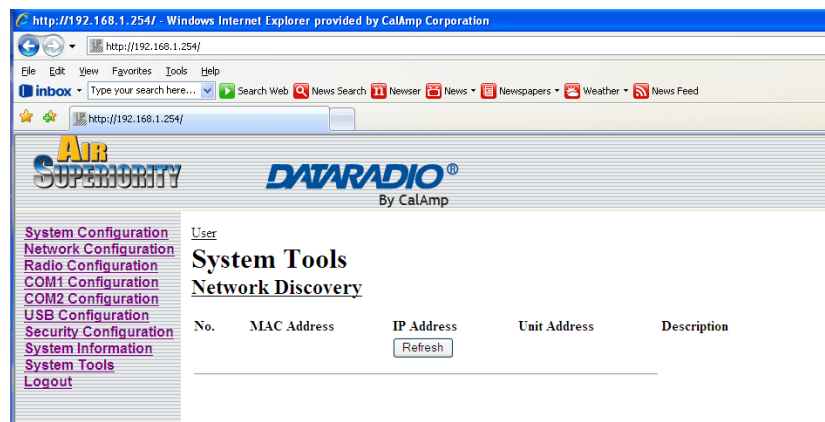 http://192.168.1.254/ - Windows Internet Explorer provided by CalAmp Corporation
http://192.168.1.254/
File Edit View Favorites Tools Help
inbox Type your search here... Search Web News Search Newser News Newspapers Weather News Feed
http://192.168.1.254/
AIR
SUPERIORITY
DATARADIO®
By CalAmp
System Configuration
Network Configuration
Radio Configuration
COM1 Configuration
COM2 Configuration
USB Configuration
Security Configuration
System Information
System Tools
Logout
User
System Tools
Network Discovery
No. MAC Address IP Address Unit Address Description
Refresh